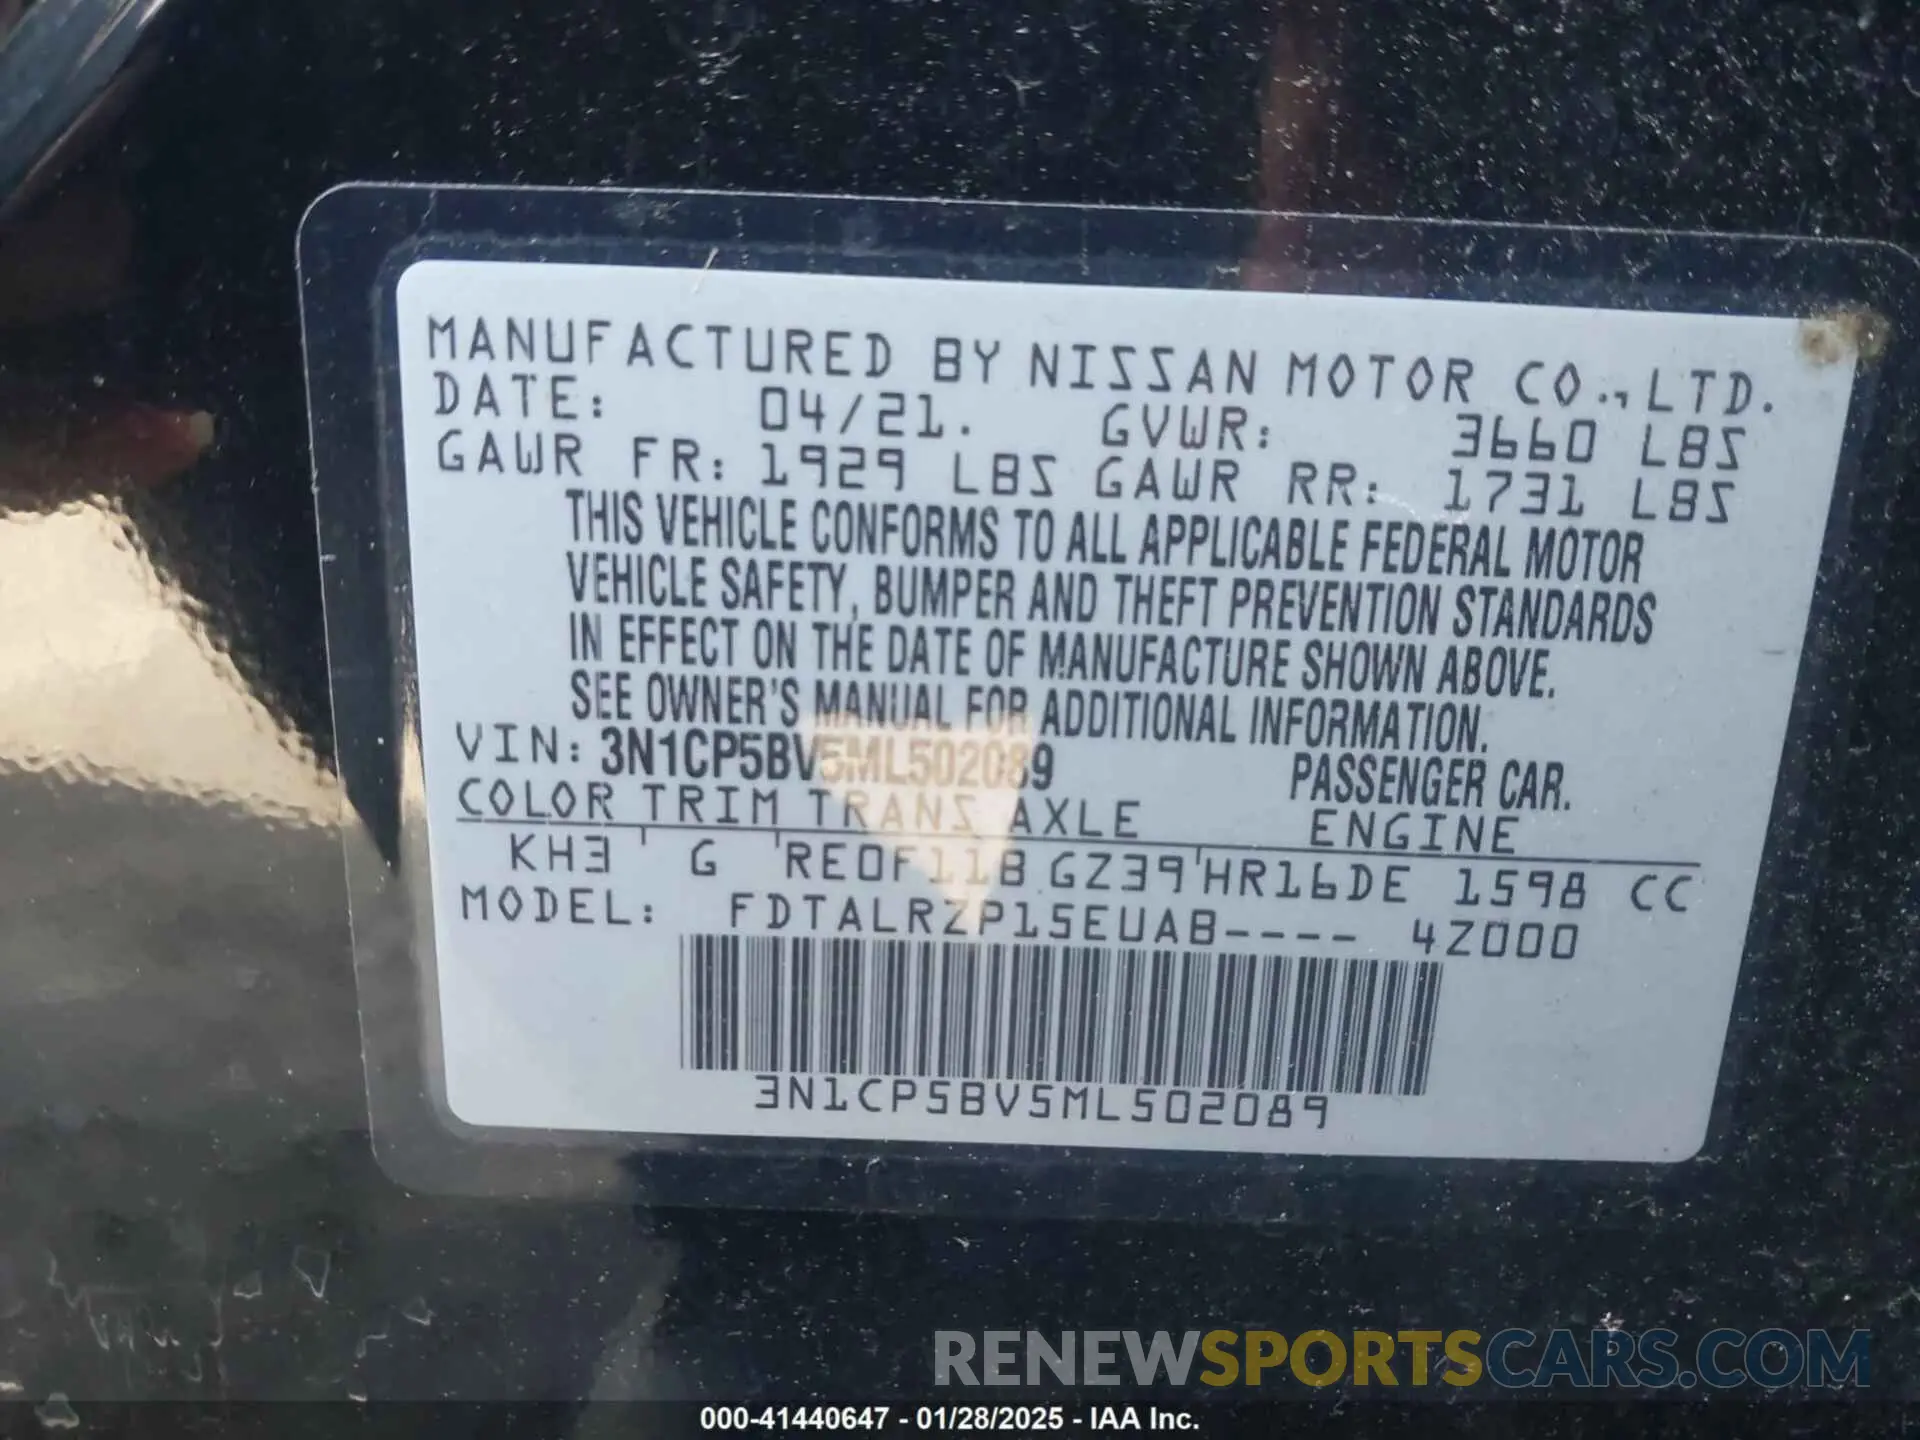 MANUFACTURED BY NISSAN MOTOR CO.,LTD.
DATE: 04/21. GVWR: 3660 LBS
GAWR FR: 1929 LBS GAWR RR: 1731 LBS
THIS VEHICLE CONFORMS TO ALL APPLICABLE FEDERAL MOTOR
VEHICLE SAFETY, BUMPER AND THEFT PREVENTION STANDARDS
IN EFFECT ON THE DATE OF MANUFACTURE SHOWN ABOVE.
SEE OWNER'S MANUAL FOR ADDITIONAL INFORMATION.
VIN: 3N1CP5BV5ML502089 PASSENGER CAR.
COLOR TRIM TRANS AXLE ENGINE
KH3 G RE0F11B GZ39 HR16DE 1598 CC
MODEL: FDTALRZP15EUAB---- 4Z000
3N1CP5BV5ML502089
RENEWSPORTSCARS.COM
000-41440647 - 01/28/2025 - IAA Inc.